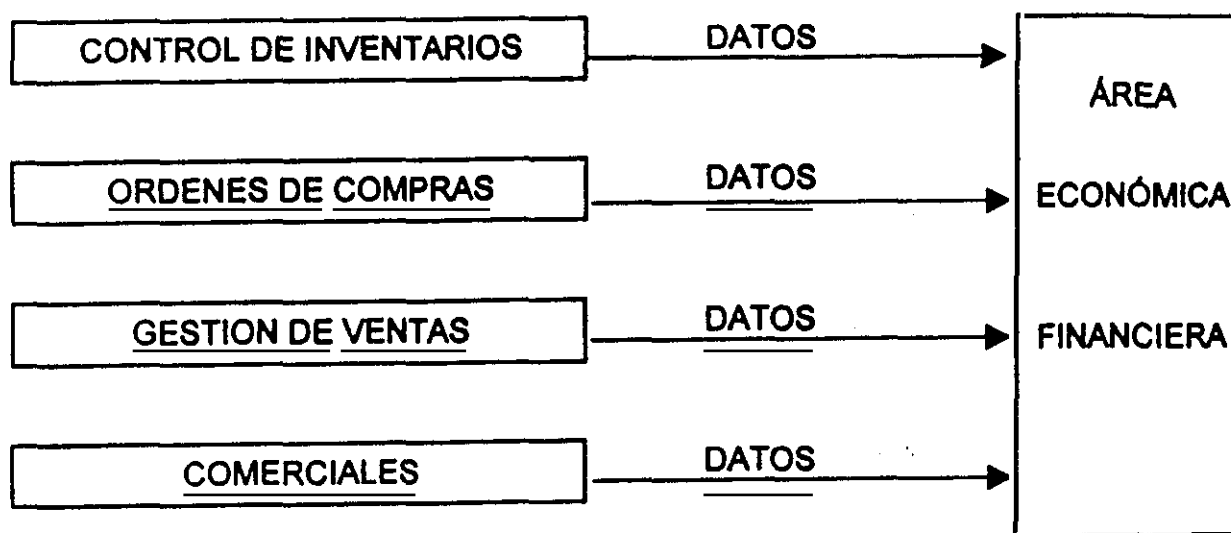 CONTROL DE INVENTARIOS
DATOS
ORDENES DE COMPRAS
DATOS
GESTION DE VENTAS
DATOS
COMERCIALES
DATOS
ÁREA
ECONÓMICA
FINANCIERA